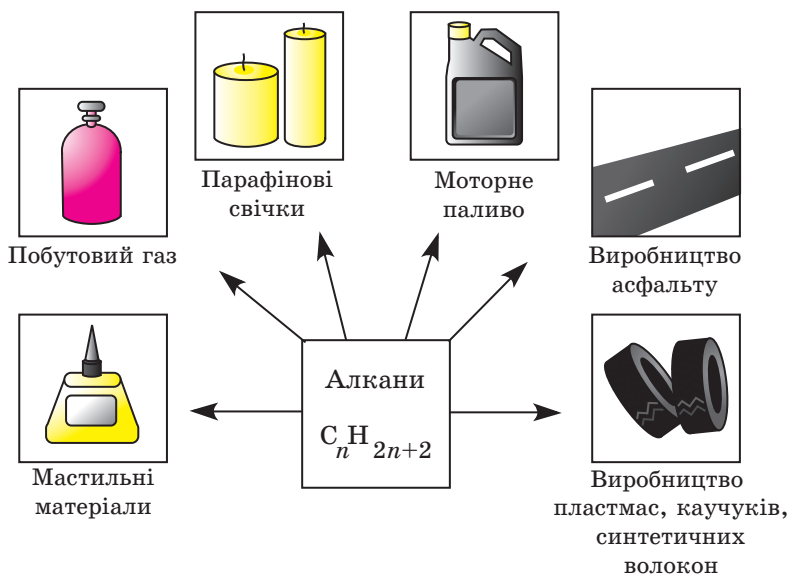 Парафінові
свічки
Моторне
паливо
Побутовий газ
Виробництво
асфальту
Алкани
CₙH₂ₙ₊₂
Мастильні
матеріали
Виробництво
пластмас, каучуків,
синтетичних
волокон